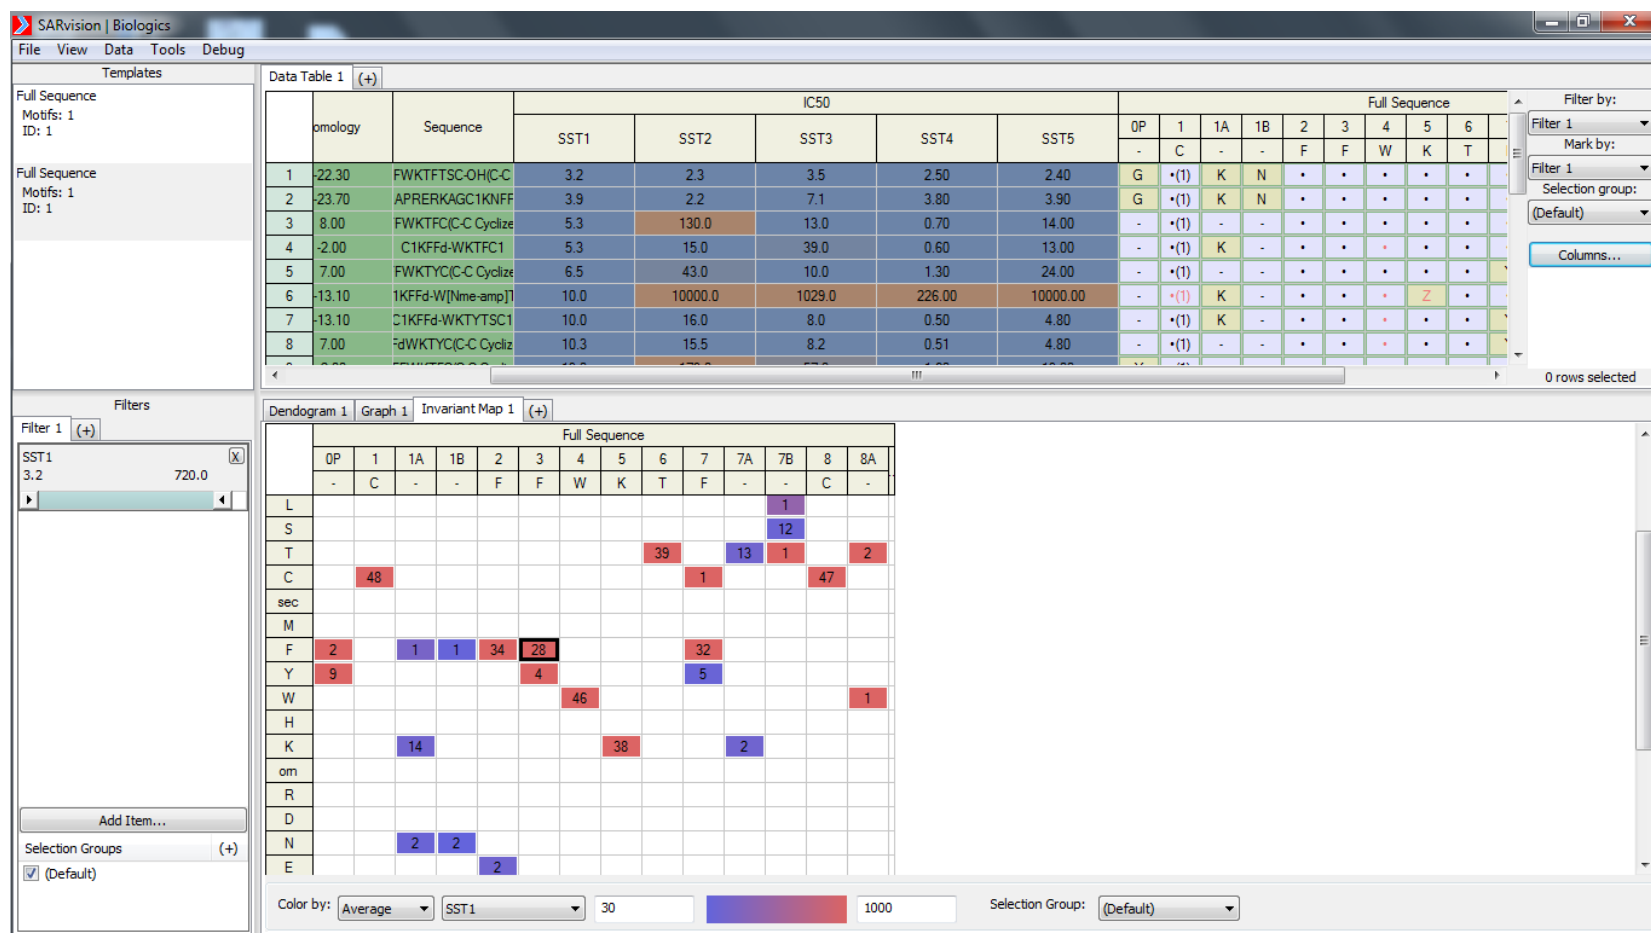 SARvision | Biologics
File View Data Tools Debug
Templates
Full Sequence
Motifs: 1
ID: 1
Full Sequence
Motifs: 1
ID: 1
Data Table 1 (+)
omology Sequence IC50 Full Sequence
SST1 SST2 SST3 SST4 SST5 0P 1 1A 1B 2 3 4 5 6
- C - - F F W K T
1 -22.30 FWKTFTSC-OH(C-C 3.2 2.3 3.5 2.50 2.40 G •(1) K N • • • • •
2 -23.70 APRERKAGC1KNFF 3.9 2.2 7.1 3.80 3.90 G •(1) K N • • • • •
3 8.00 FWKTFC(C-C Cyclize 5.3 130.0 13.0 0.70 14.00 - •(1) - - • • • • •
4 -2.00 C1KFFd-WKTFC1 5.3 15.0 39.0 0.60 13.00 - •(1) K - • • • • •
5 7.00 FWKTYC(C-C Cyclize 6.5 43.0 10.0 1.30 24.00 - •(1) - - • • • • •
6 -13.10 1KFFd-W[Nme-amp]T 10.0 10000.0 1029.0 226.00 10000.00 - •(1) K - • • • Z •
7 -13.10 C1KFFd-WKTYTSC1 10.0 16.0 8.0 0.50 4.80 - •(1) K - • • • • •
8 7.00 FdWKTYC(C-C Cycliz 10.3 15.5 8.2 0.51 4.80 - •(1) - - • • • • •
Filter by:
Filter 1
Mark by:
Filter 1
Selection group:
(Default)
Columns...
0 rows selected
Filters
Filter 1 (+)
SST1 X
3.2 720.0
Add Item...
Selection Groups (+)
(Default)
Dendogram 1 Graph 1 Invariant Map 1 (+)
Full Sequence
0P 1 1A 1B 2 3 4 5 6 7 7A 7B 8 8A
- C - - F F W K T F - - C -
L 1
S 12
T 39 13 1 2
C 48 1 47
sec
M
F 2 1 1 34 28 32
Y 9 4 5
W 46 1
H
K 14 38 2
om
R
D
N 2 2
E 2
Color by: Average SST1 30 1000 Selection Group: (Default)